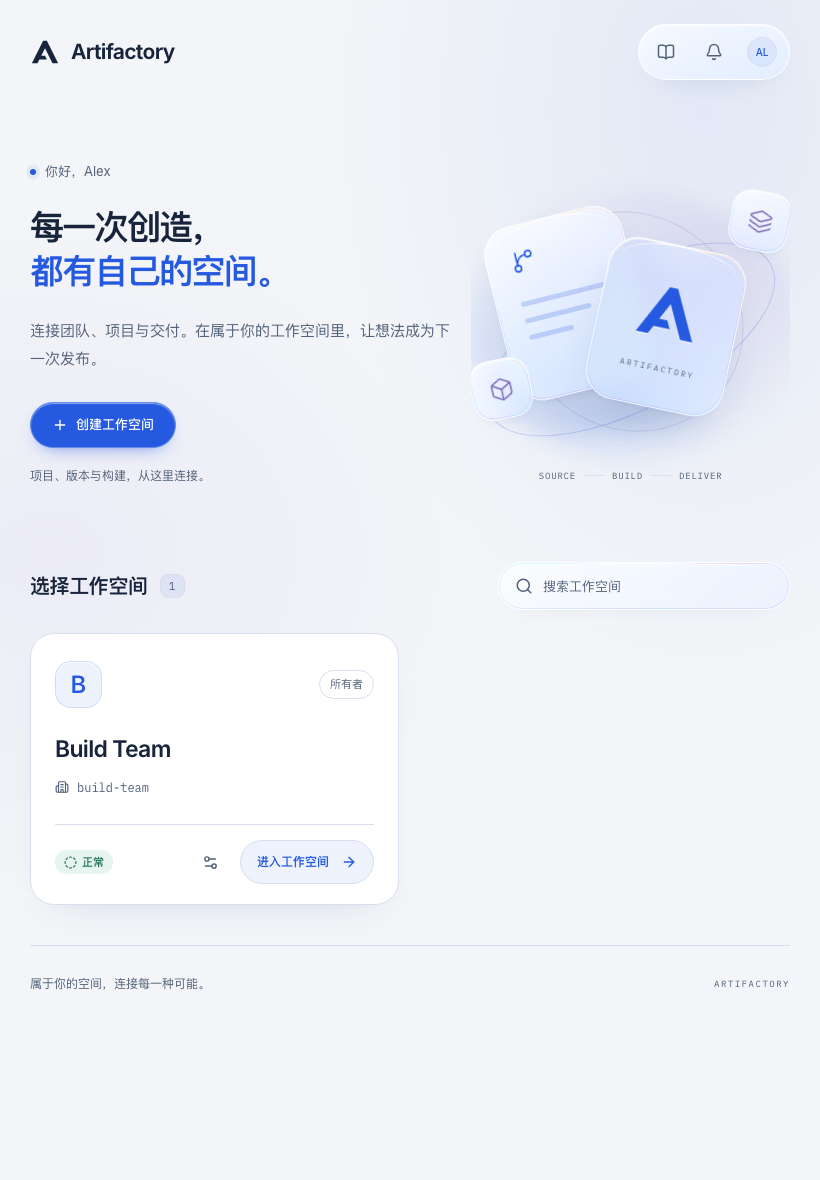 Artifactory
AL
你好，Alex
每一次创造，
都有自己的空间。
连接团队、项目与交付。在属于你的工作空间里，让想法成为下
一次发布。
创建工作空间
项目、版本与构建，从这里连接。
ARTIFACTORY
SOURCE BUILD DELIVER
选择工作空间 1
搜索工作空间
B
所有者
Build Team
build-team
正常
进入工作空间
属于你的空间，连接每一种可能。
ARTIFACTORY